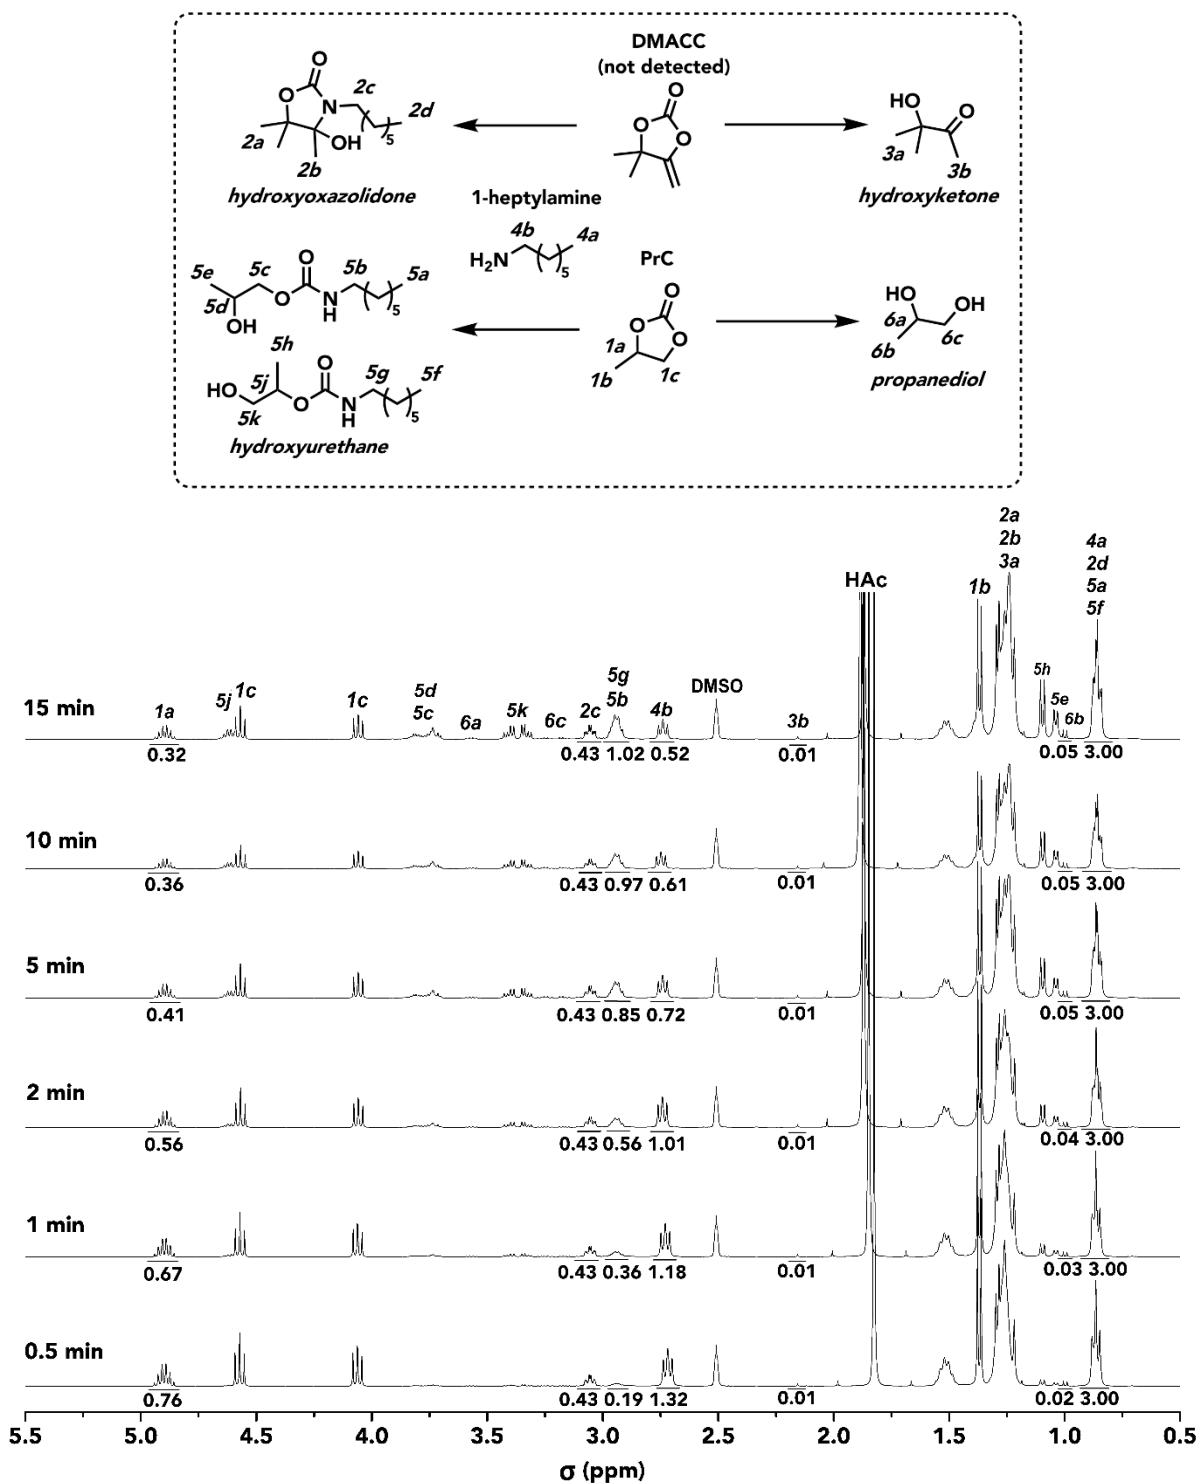 DMACC
(not detected)
O
O
N
2c
2d
5
OH
2a
2b
hydroxyoxazolidone
O
O
O
HO
O
3a
3b
hydroxyketone
1-heptylamine
4b
4a
H2N
5
5e
5c
O
5b
5a
5d
O
N
H
5
OH
5h
HO
5j
O
O
5g
5f
N
H
5
5k
hydroxyurethane
PrC
O
O
O
1a
1b
1c
HO
OH
6a
6b
6c
propanediol
2a
2b
3a
4a
2d
5a
5f
HAc
1b
15 min
1a
5j
1c
1c
5d
5c
6a
5k
6c
2c
5g
5b
4b
DMSO
3b
5h
5e
6b
0.32
0.43 1.02 0.52
0.01
0.05 3.00
10 min
0.36
0.43 0.97 0.61
0.01
0.05 3.00
5 min
0.41
0.43 0.85 0.72
0.01
0.05 3.00
2 min
0.56
0.43 0.56 1.01
0.01
0.04 3.00
1 min
0.67
0.43 0.36 1.18
0.01
0.03 3.00
0.5 min
0.76
0.43 0.19 1.32
0.01
0.02 3.00
5.5 5.0 4.5 4.0 3.5 3.0 2.5 2.0 1.5 1.0 0.5
σ (ppm)